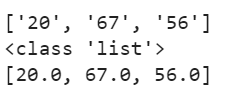 ['20', '67', '56']
<class 'list'>
[20.0, 67.0, 56.0]